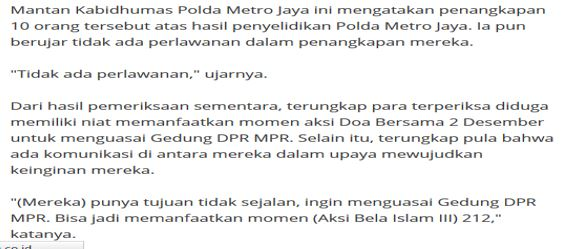 Mantan Kabidhumas Polda Metro Jaya ini mengatakan penangkapan
10 orang tersebut atas hasil penyelidikan Polda Metro Jaya. Ia pun
berujar tidak ada perlawanan dalam penangkapan mereka.
"Tidak ada perlawanan," ujarnya.
Dari hasil pemeriksaan sementara, terungkap para terperiksa diduga
memiliki niat memanfaatkan momen aksi Doa Bersama 2 Desember
untuk menguasai Gedung DPR MPR. Selain itu, terungkap pula bahwa
ada komunikasi di antara mereka dalam upaya mewujudkan
keinginan mereka.
"(Mereka) punya tujuan tidak sejalan, ingin menguasai Gedung DPR
MPR. Bisa jadi memanfaatkan momen (Aksi Bela Islam III) 212,"
katanya.